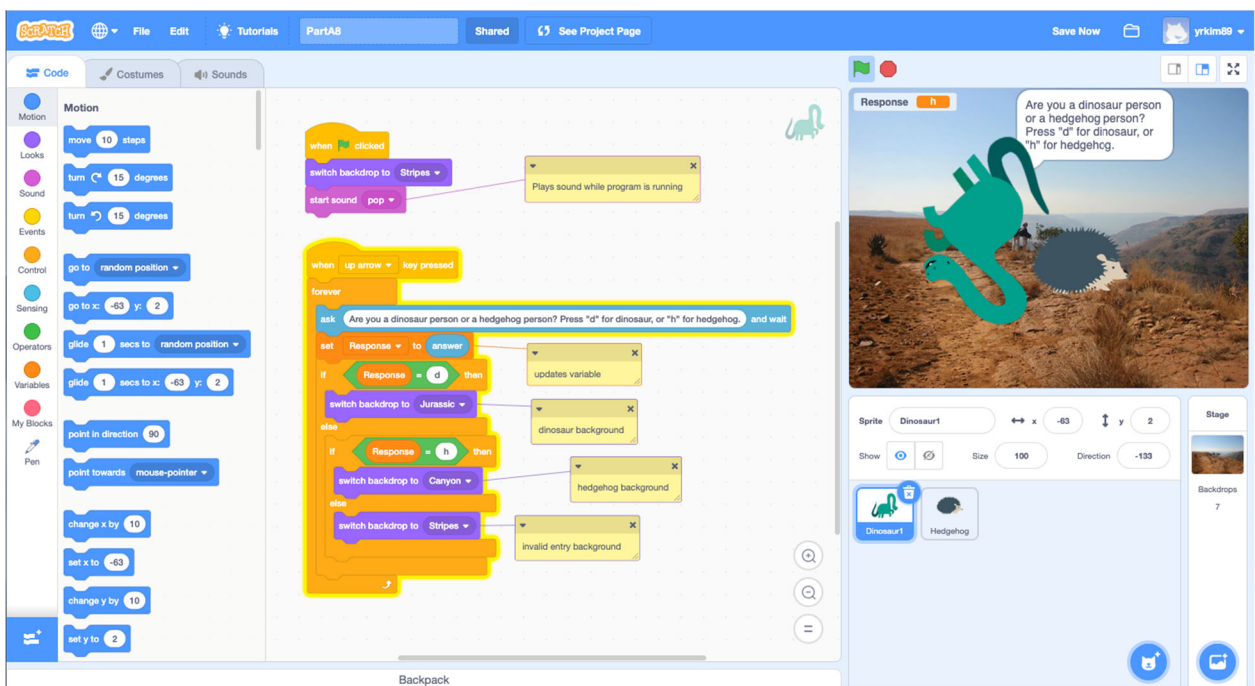 SCRATCH File Edit Tutorials PartA8 Shared See Project Page Save Now yrkim89
Code Costumes Sounds
Motion
Looks
Sound
Events
Control
Sensing
Operators
Variables
My Blocks
Pen
Motion
move 10 steps
turn 15 degrees
turn 15 degrees
go to random position
go to x: -63 y: 2
glide 1 secs to random position
glide 1 secs to x: -63 y: 2
point in direction 90
point towards mouse-pointer
change x by 10
set x to -63
change y by 10
set y to 2
when clicked
switch backdrop to Stripes
start sound pop
Plays sound while program is running
when up arrow key pressed
forever
ask Are you a dinosaur person or a hedgehog person? Press "d" for dinosaur, or "h" for hedgehog. and wait
set Response to answer
updates variable
if Response = d then
switch backdrop to Jurassic
dinosaur background
else
if Response = h then
switch backdrop to Canyon
hedgehog background
else
switch backdrop to Stripes
invalid entry background
Backpack
Response h
Are you a dinosaur person
or a hedgehog person?
Press "d" for dinosaur, or
"h" for hedgehog.
Sprite Dinosaur1 x -63 y 2
Show Size 100 Direction -133
Dinosaur1
Hedgehog
Stage
Backdrops
7